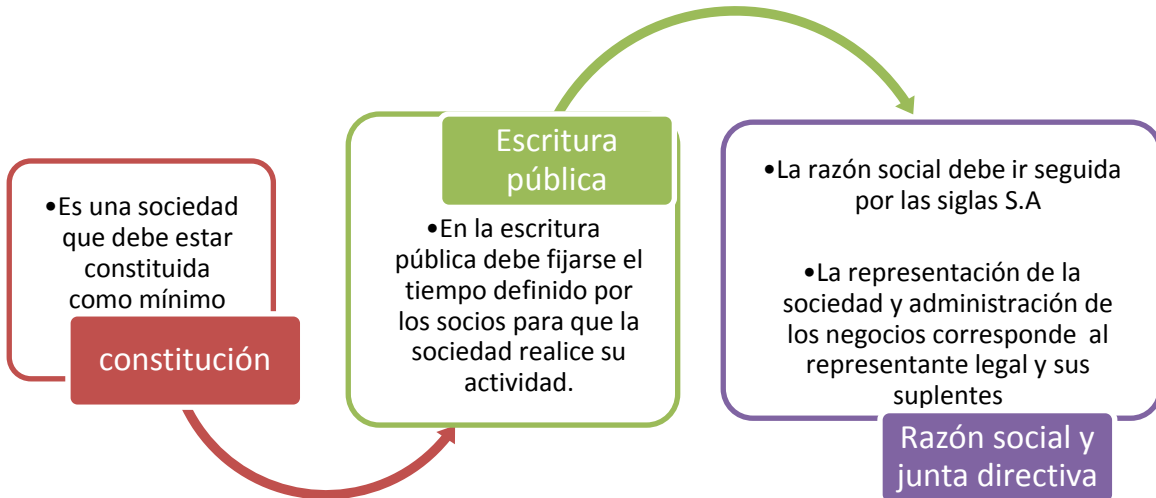 •Es una sociedad
que debe estar
constituida
como mínimo
constitución
Escritura
pública
•En la escritura
pública debe fijarse el
tiempo definido por
los socios para que la
sociedad realice su
actividad.
•La razón social debe ir seguida
por las siglas S.A
•La representación de la
sociedad y administración de
los negocios corresponde al
representante legal y sus
suplentes
Razón social y
junta directiva